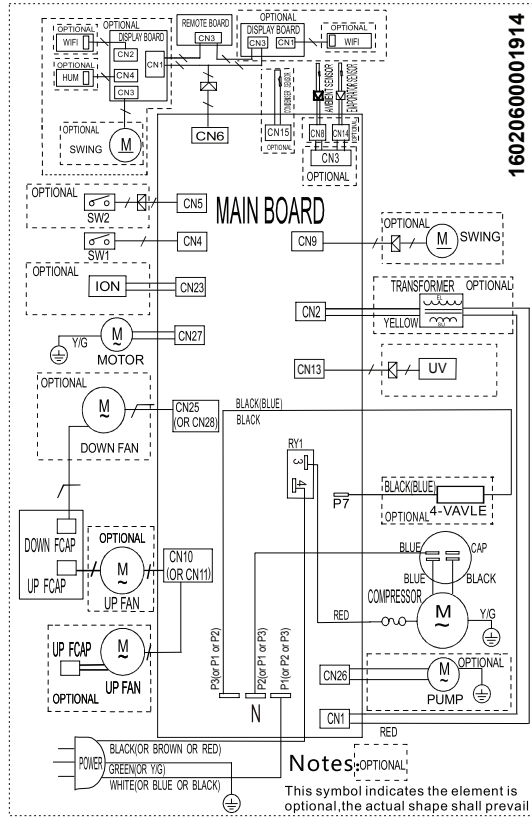 OPTIONAL
WIFI
OPTIONAL
DISPLAY BOARD
CN2
CN4
CN3
CN1
OPTIONAL
HUM
OPTIONAL
SWING
M
REMOTE BOARD
CN3
OPTIONAL
DISPLAY BOARD
CN3
CN1
OPTIONAL
WIFI
16020600001914
CN6
CONDENSER SENSOR
CN15
OPTIONAL
AMBIENT SENSOR
EVAPORATOR SENSOR
CN8
CN14
OPTIONAL
CN3
OPTIONAL
MAIN BOARD
OPTIONAL
SW2
CN5
SW1
CN4
OPTIONAL
ION
CN23
Y/G
M
~
MOTOR
CN27
OPTIONAL
M
~
DOWN FAN
CN25
(OR CN28)
DOWN FCAP
UP FCAP
OPTIONAL
M
~
UP FAN
CN10
(OR CN11)
UP FCAP
M
~
UP FAN
OPTIONAL
CN9
OPTIONAL
M
SWING
CN2
TRANSFORMER
OPTIONAL
YELLOW
CN13
UV
BLACK(BLUE)
BLACK
RY1
3
4
P7
BLACK(BLUE)
4-VAVLE
OPTIONAL
BLUE
CAP
BLUE
BLACK
COMPRESSOR
RED
M
~
Y/G
P3(or P1 or P2)
P2(or P1 or P3)
P1(or P2 or P3)
N
CN26
M
~
PUMP
OPTIONAL
CN1
RED
POWER
BLACK(OR BROWN OR RED)
GREEN(OR Y/G)
WHITE(OR BLUE OR BLACK)
Notes:
OPTIONAL
This symbol indicates the element is
optional,the actual shape shall prevail